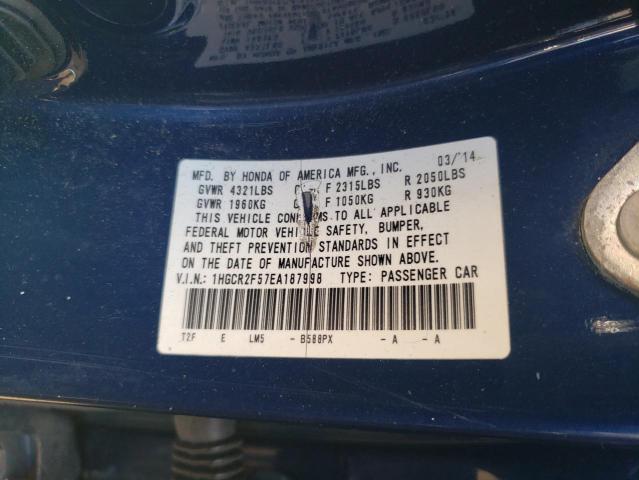 MFD. BY HONDA OF AMERICA MFG., INC. 03/'14
GVWR 4321LBS F 2315LBS R 2050LBS
GVWR 1960KG F 1050KG R 930KG
THIS VEHICLE CONFORMS TO ALL APPLICABLE
FEDERAL MOTOR VEHICLE SAFETY, BUMPER,
AND THEFT PREVENTION STANDARDS IN EFFECT
ON THE DATE OF MANUFACTURE SHOWN ABOVE.
V.I.N.: 1HGCR2F57EA187998 TYPE: PASSENGER CAR
T2F E LM5 -B588PX -A -A